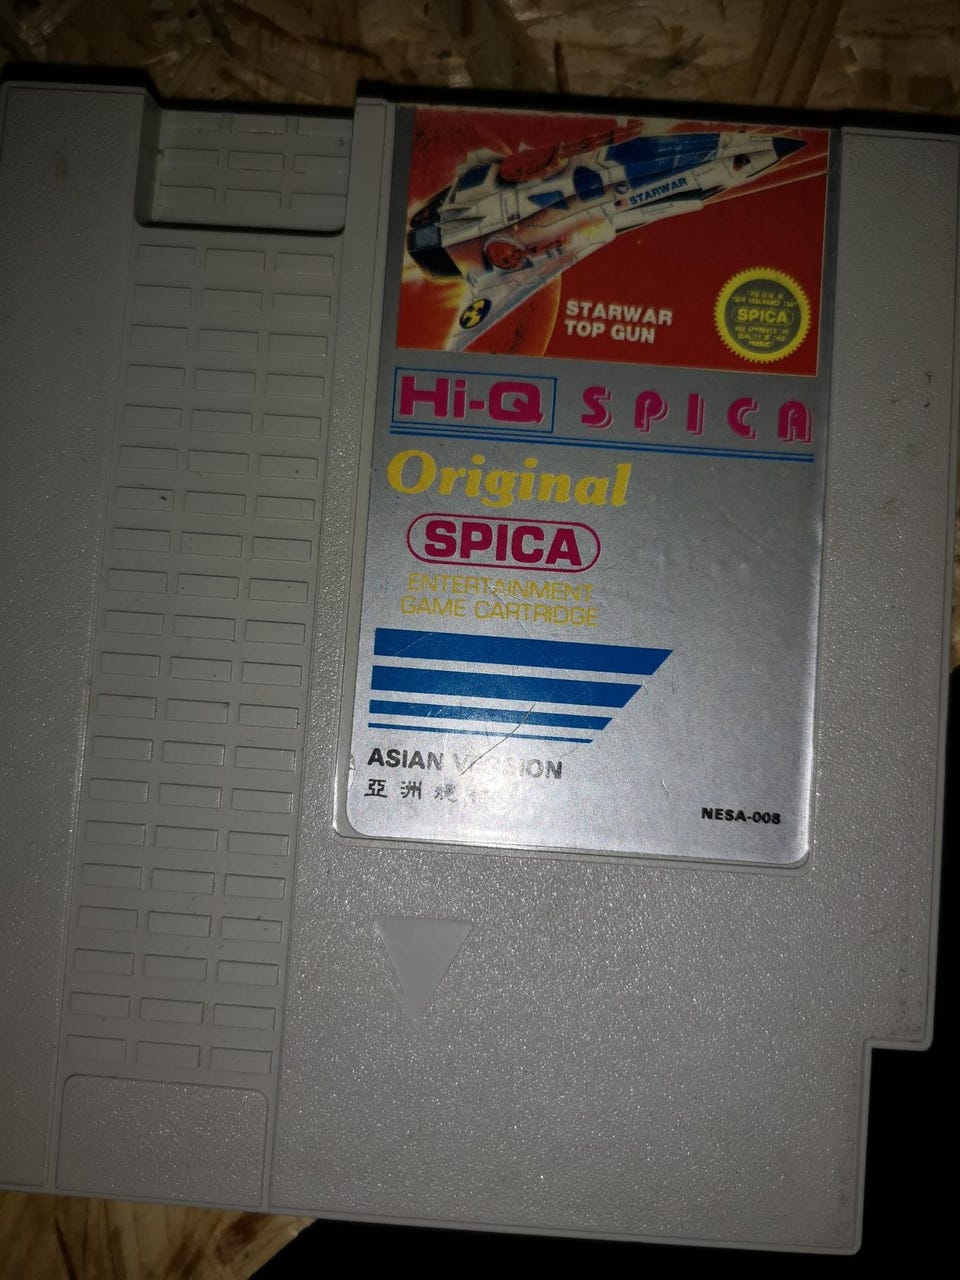 STARWAR
STARWAR
TOP GUN
SPICA
Hi-Q SPICA
Original
SPICA
ENTERTAINMENT
GAME CARTRIDGE
ASIAN VERSION
亞洲
NESA-008